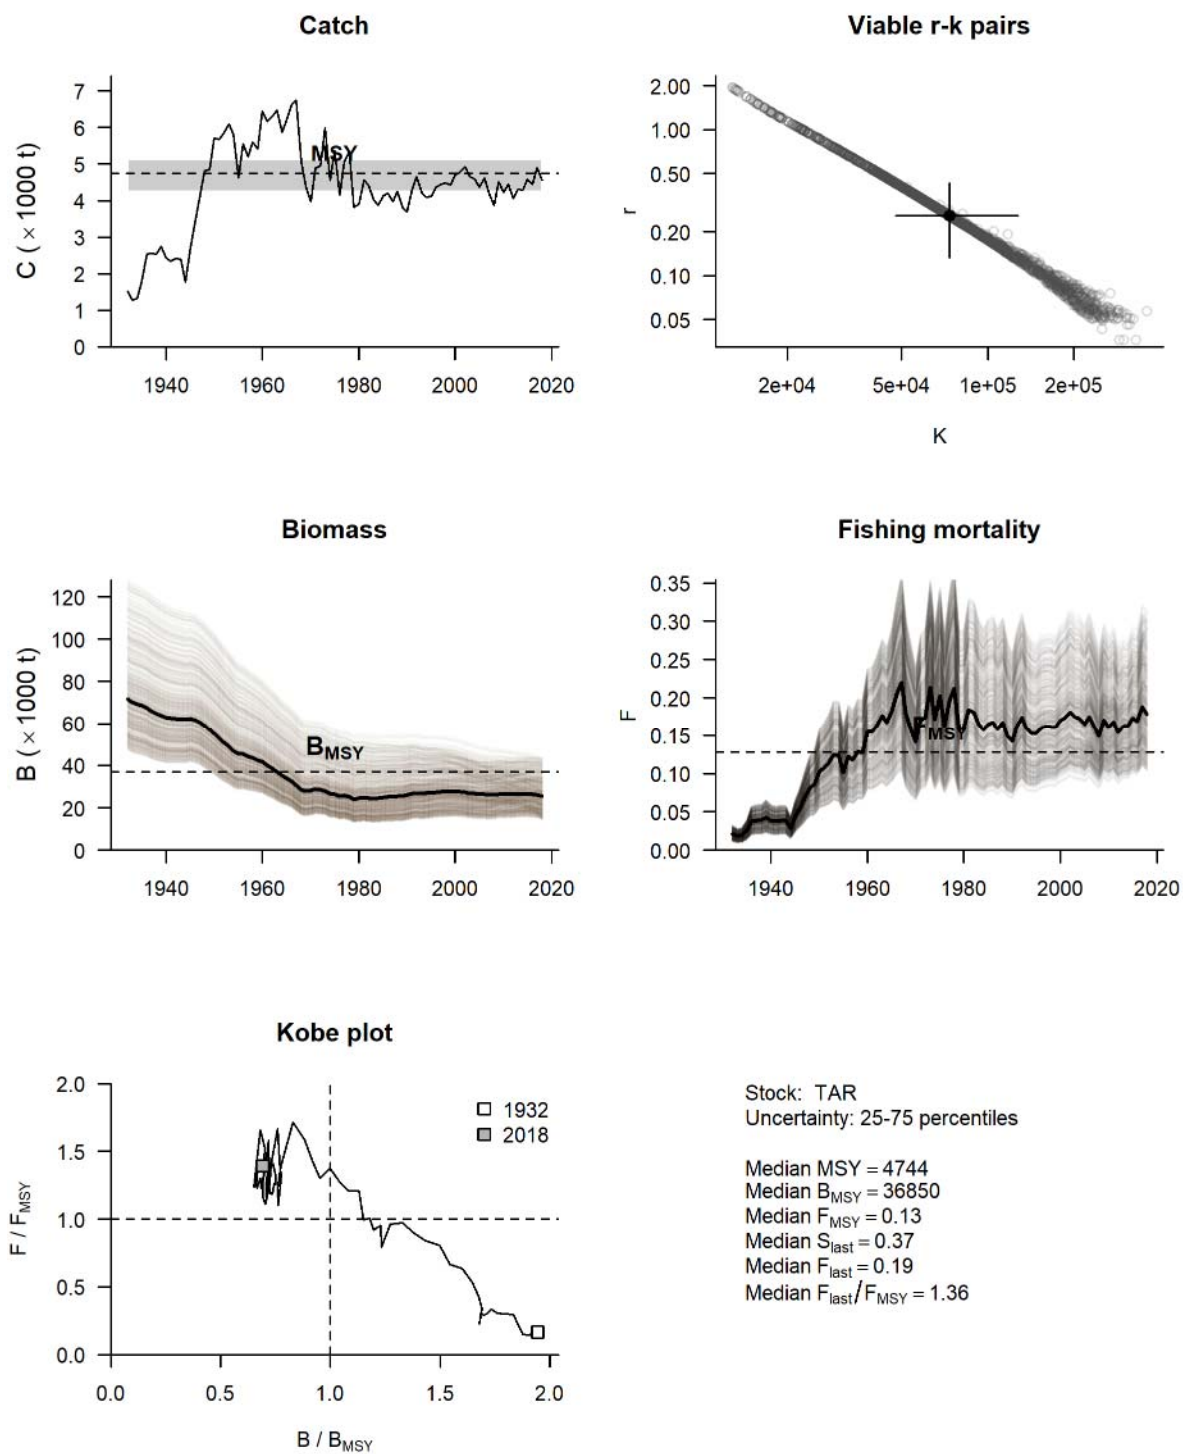 Catch
C ( × 1000 t)
7
6
5
4
3
2
1
0
MSY
1940 1960 1980 2000 2020
Viable r-k pairs
r
2.00
1.00
0.50
0.20
0.10
0.05
2e+04 5e+04 1e+05 2e+05
K
Biomass
B ( × 1000 t)
120
100
80
60
40
20
0
BMSY
1940 1960 1980 2000 2020
Fishing mortality
F
0.35
0.30
0.25
0.20
0.15
0.10
0.05
0.00
FMSY
1940 1960 1980 2000 2020
Kobe plot
F / FMSY
2.0
1.5
1.0
0.5
0.0
1932
2018
0.0 0.5 1.0 1.5 2.0
B / BMSY
Stock: TAR
Uncertainty: 25-75 percentiles
Median MSY = 4744
Median BMSY = 36850
Median FMSY = 0.13
Median Slast = 0.37
Median Flast = 0.19
Median Flast/FMSY = 1.36